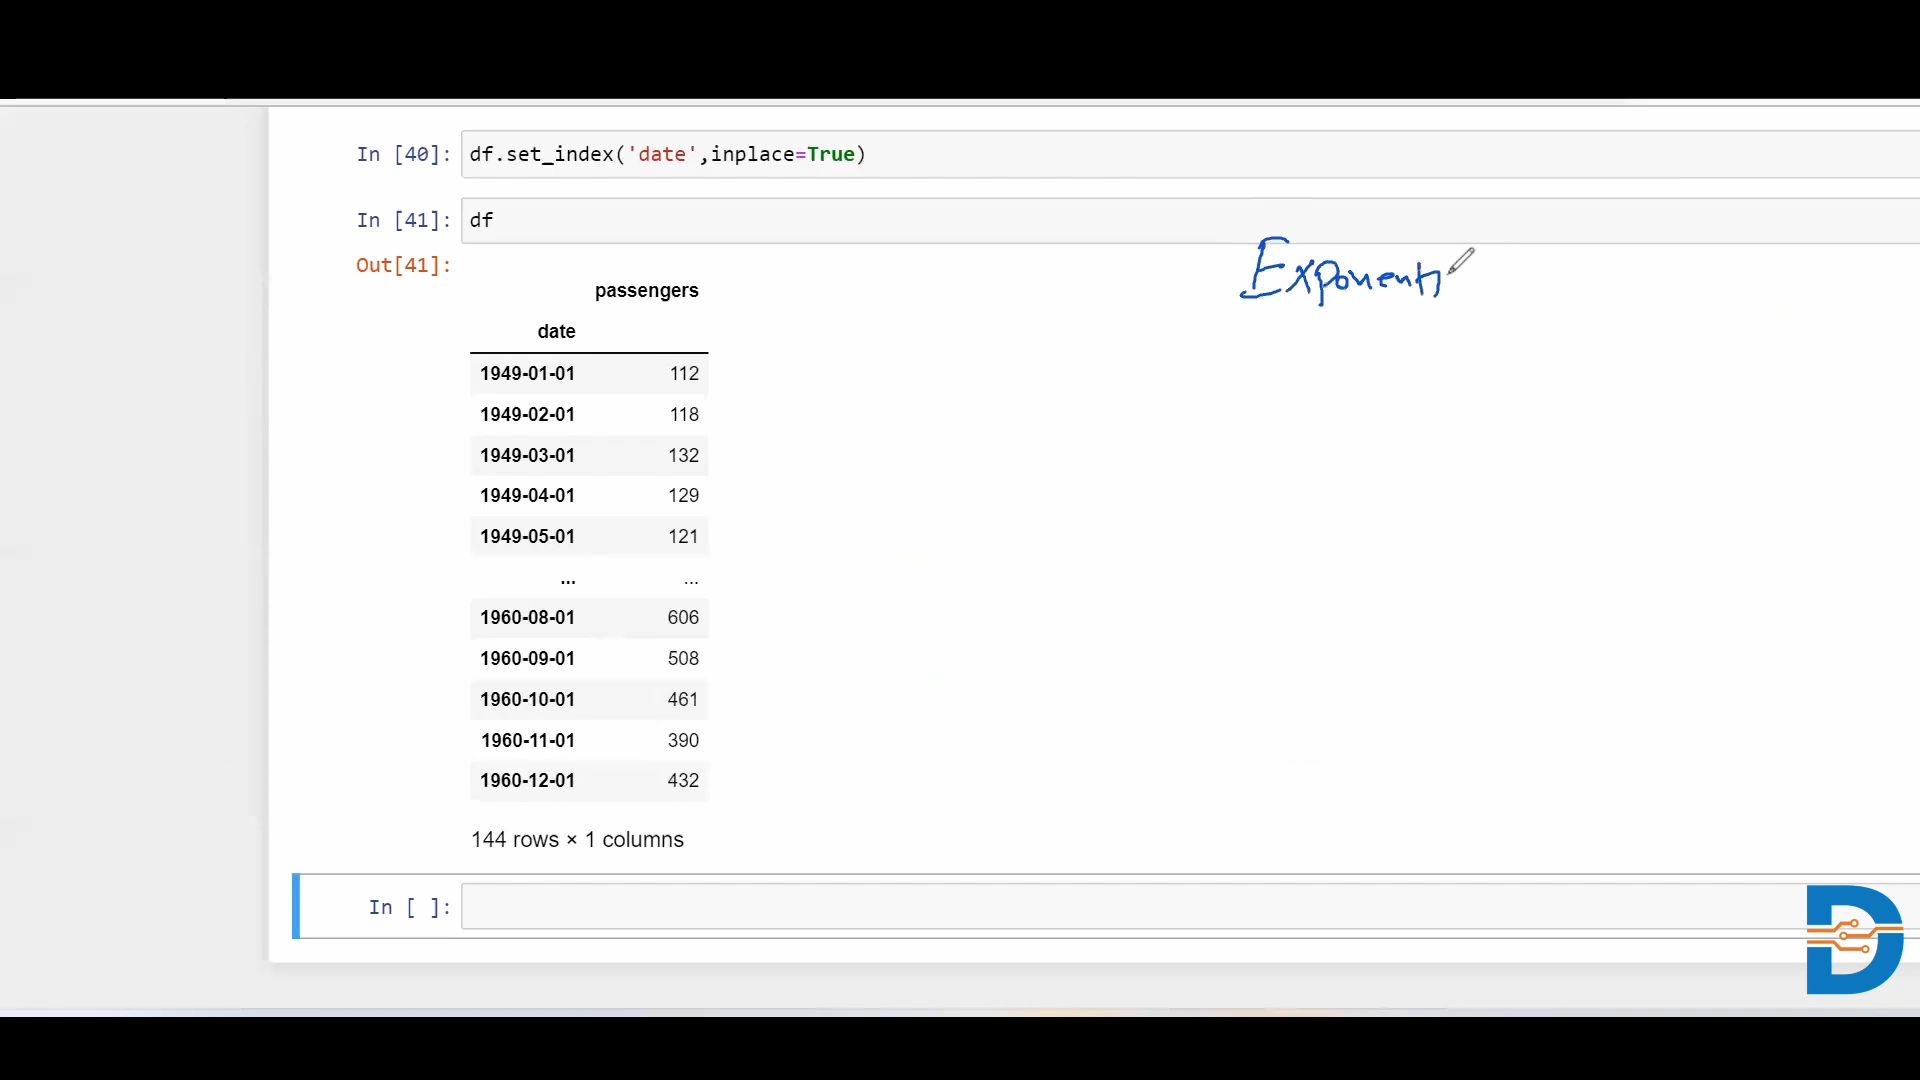 In [40]: df.set_index('date',inplace=True)
In [41]: df
Out[41]:
Exponenti
passengers
date
1949-01-01 112
1949-02-01 118
1949-03-01 132
1949-04-01 129
1949-05-01 121
... ...
1960-08-01 606
1960-09-01 508
1960-10-01 461
1960-11-01 390
1960-12-01 432
144 rows × 1 columns
In [ ]:
D